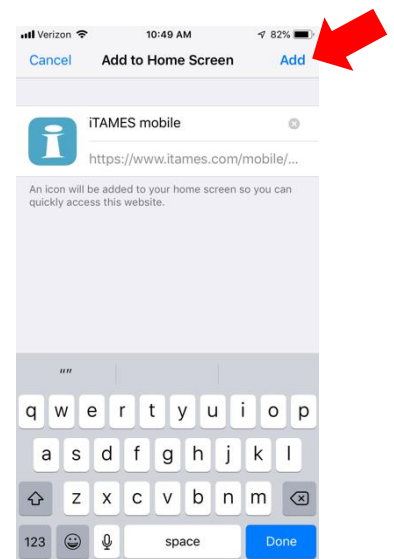 Verizon 10:49 AM 82%
Cancel Add to Home Screen Add
iTAMES mobile
https://www.itames.com/mobile/...
An icon will be added to your home screen so you can
quickly access this website.
""
q w e r t y u i o p
a s d f g h j k l
z x c v b n m
123 space Done